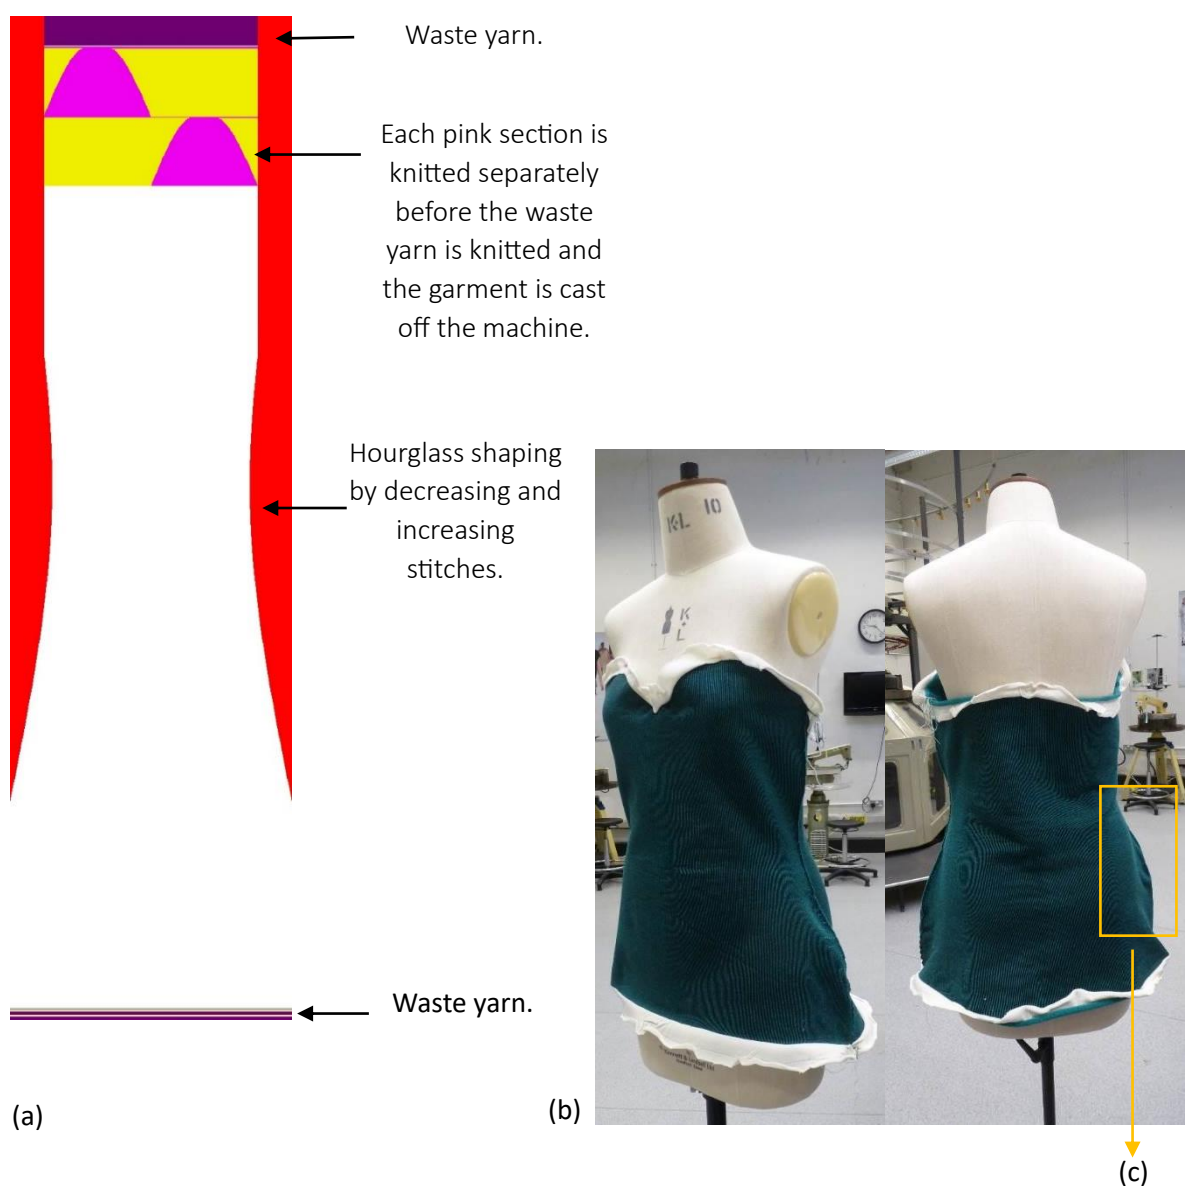 Waste yarn.
Each pink section is
knitted separately
before the waste
yarn is knitted and
the garment is cast
off the machine.
Hourglass shaping
by decreasing and
increasing
stitches.
Waste yarn.
(a)
(b)
K·L 10
K
L
(c)